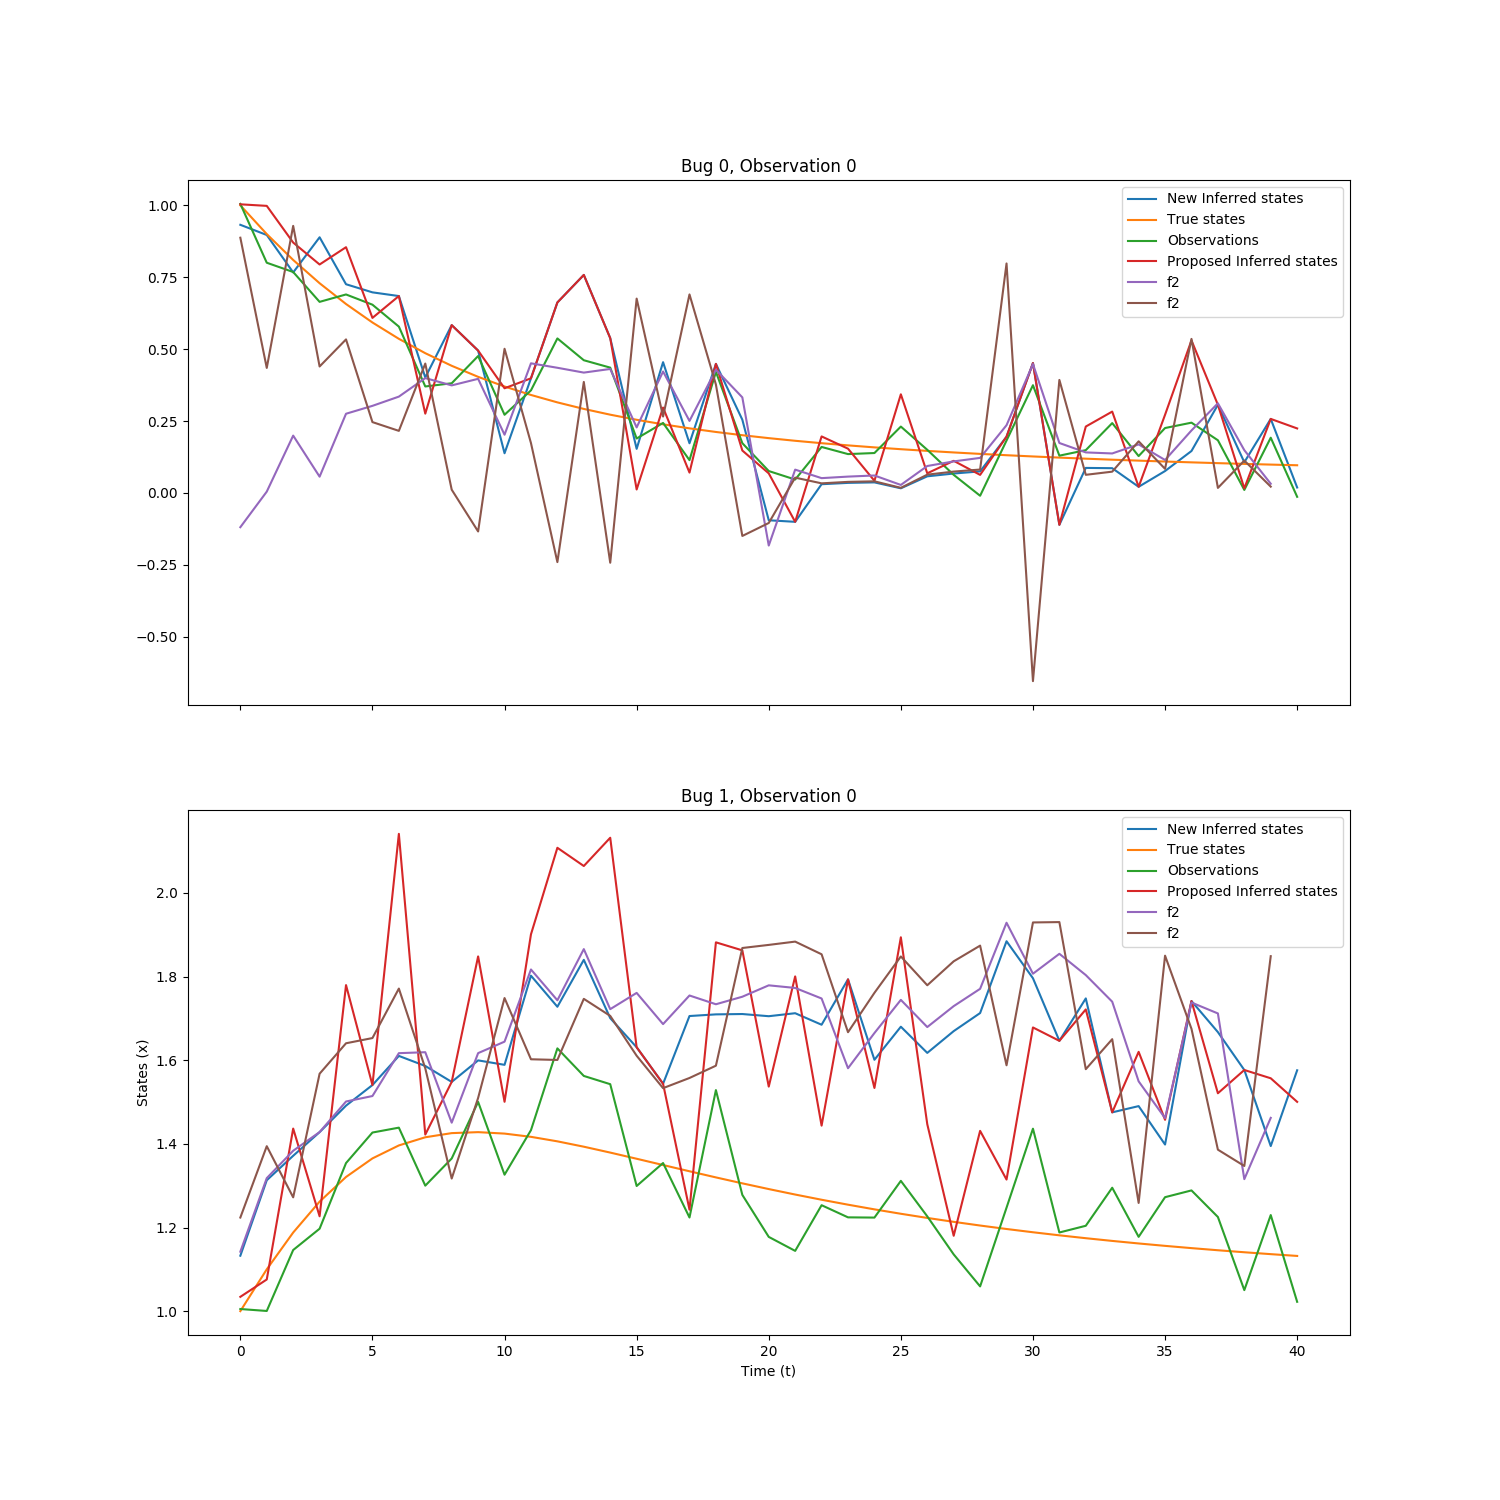 Bug 0, Observation 0
1.00
0.75
0.50
0.25
0.00
−0.25
−0.50
New Inferred states
True states
Observations
Proposed Inferred states
f2
f2
Bug 1, Observation 0
States (x)
2.0
1.8
1.6
1.4
1.2
1.0
New Inferred states
True states
Observations
Proposed Inferred states
f2
f2
0 5 10 15 20 25 30 35 40
Time (t)